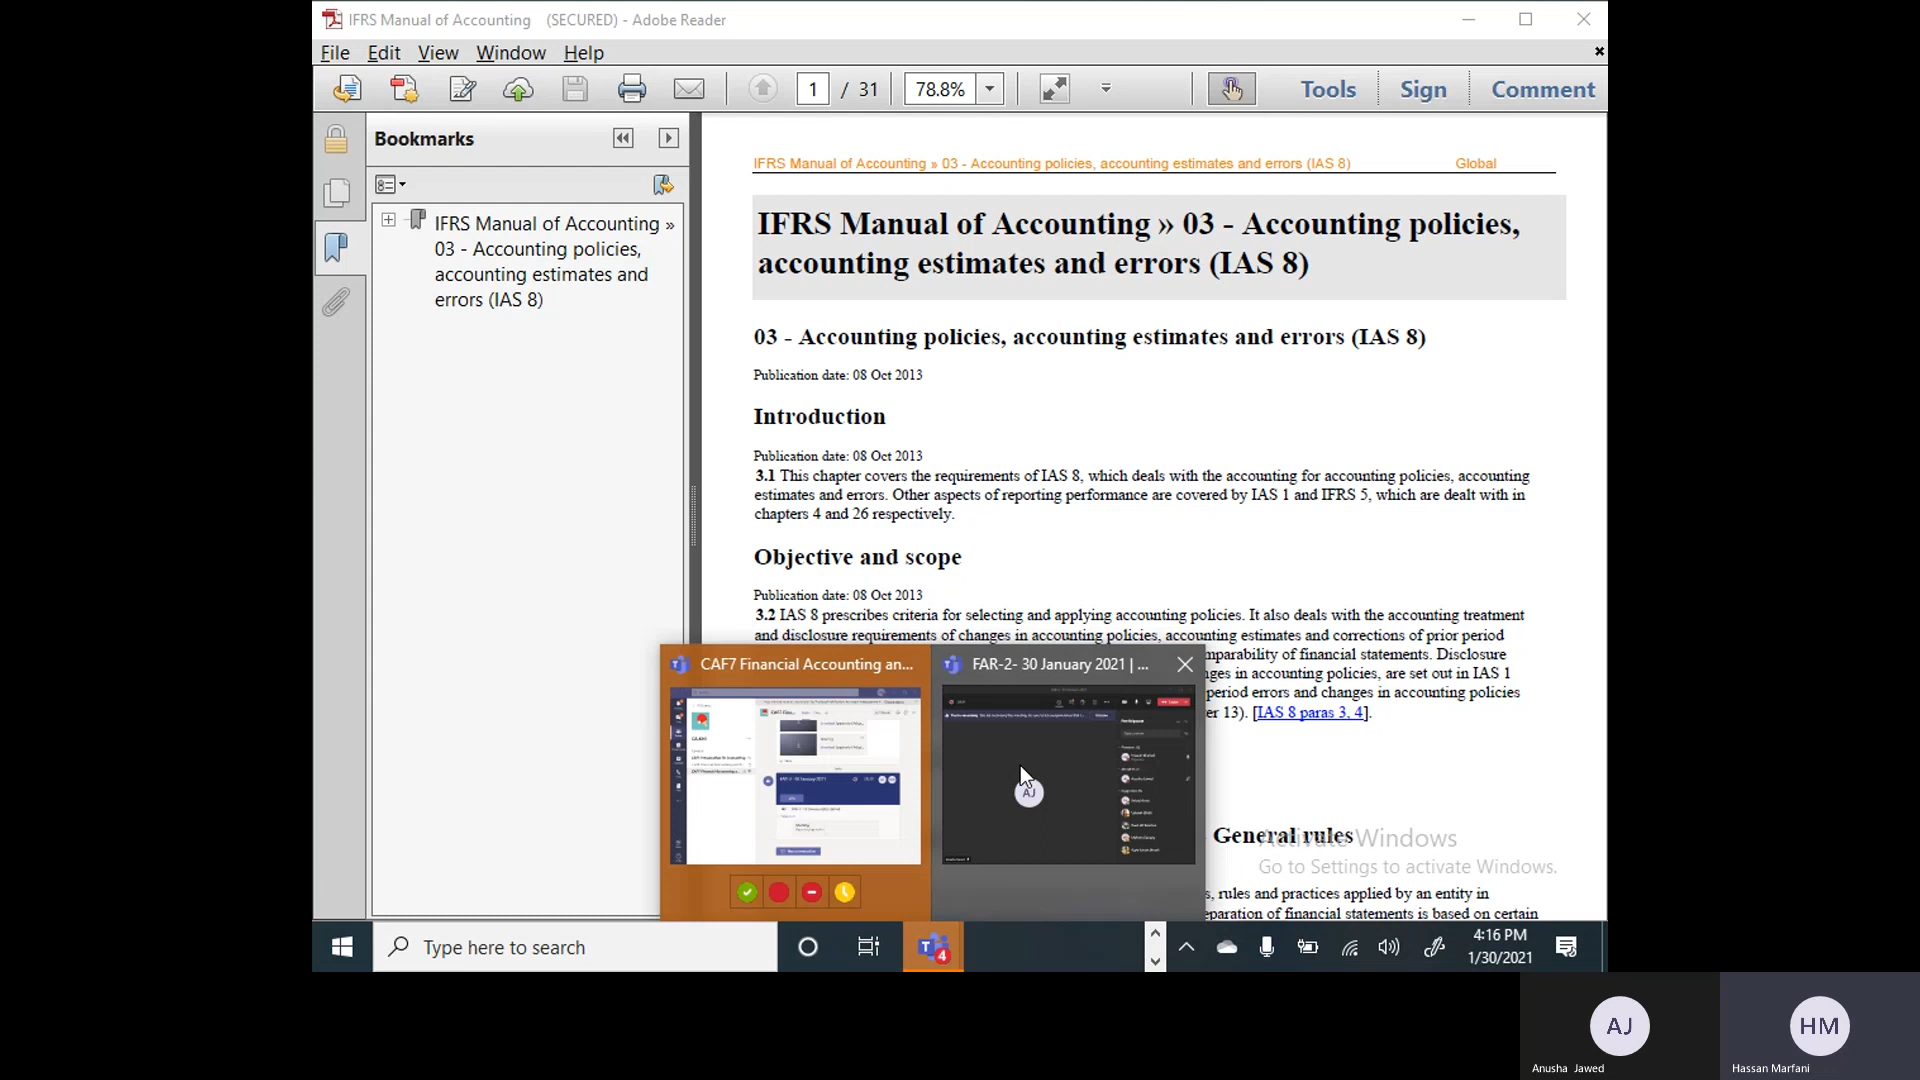 IFRS Manual of Accounting (SECURED) - Adobe Reader
File Edit View Window Help
1 / 31 78.8% Tools Sign Comment
Bookmarks
IFRS Manual of Accounting »
03 - Accounting policies,
accounting estimates and
errors (IAS 8)
IFRS Manual of Accounting » 03 - Accounting policies, accounting estimates and errors (IAS 8) Global
IFRS Manual of Accounting » 03 - Accounting policies,
accounting estimates and errors (IAS 8)
03 - Accounting policies, accounting estimates and errors (IAS 8)
Publication date: 08 Oct 2013
Introduction
Publication date: 08 Oct 2013
3.1 This chapter covers the requirements of IAS 8, which deals with the accounting for accounting policies, accounting
estimates and errors. Other aspects of reporting performance are covered by IAS 1 and IFRS 5, which are dealt with in
chapters 4 and 26 respectively.
Objective and scope
Publication date: 08 Oct 2013
3.2 IAS 8 prescribes criteria for selecting and applying accounting policies. It also deals with the accounting treatment
and disclosure requirements of changes in accounting policies, accounting estimates and corrections of prior period
mparability of financial statements. Disclosure
ges in accounting policies, are set out in IAS 1
period errors and changes in accounting policies
er 13). [IAS 8 paras 3, 4].
General rules
s, rules and practices applied by an entity in
eparation of financial statements is based on certain
CAF7 Financial Accounting an...
FAR-2- 30 January 2021 | ...
AJ
Activate Windows
Go to Settings to activate Windows.
Type here to search
T 4
4:16 PM
1/30/2021
AJ
Anusha Jawed
HM
Hassan Marfani